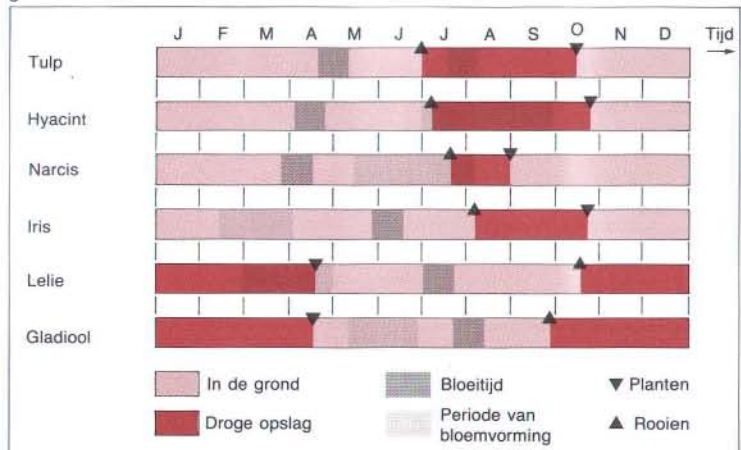 J F M A M J J A S O N D Tijd
Tulp
Hyacint
Narcis
Iris
Lelie
Gladiool
In de grond Bloeitijd Planten
Droge opslag Periode van bloemvorming Rooien